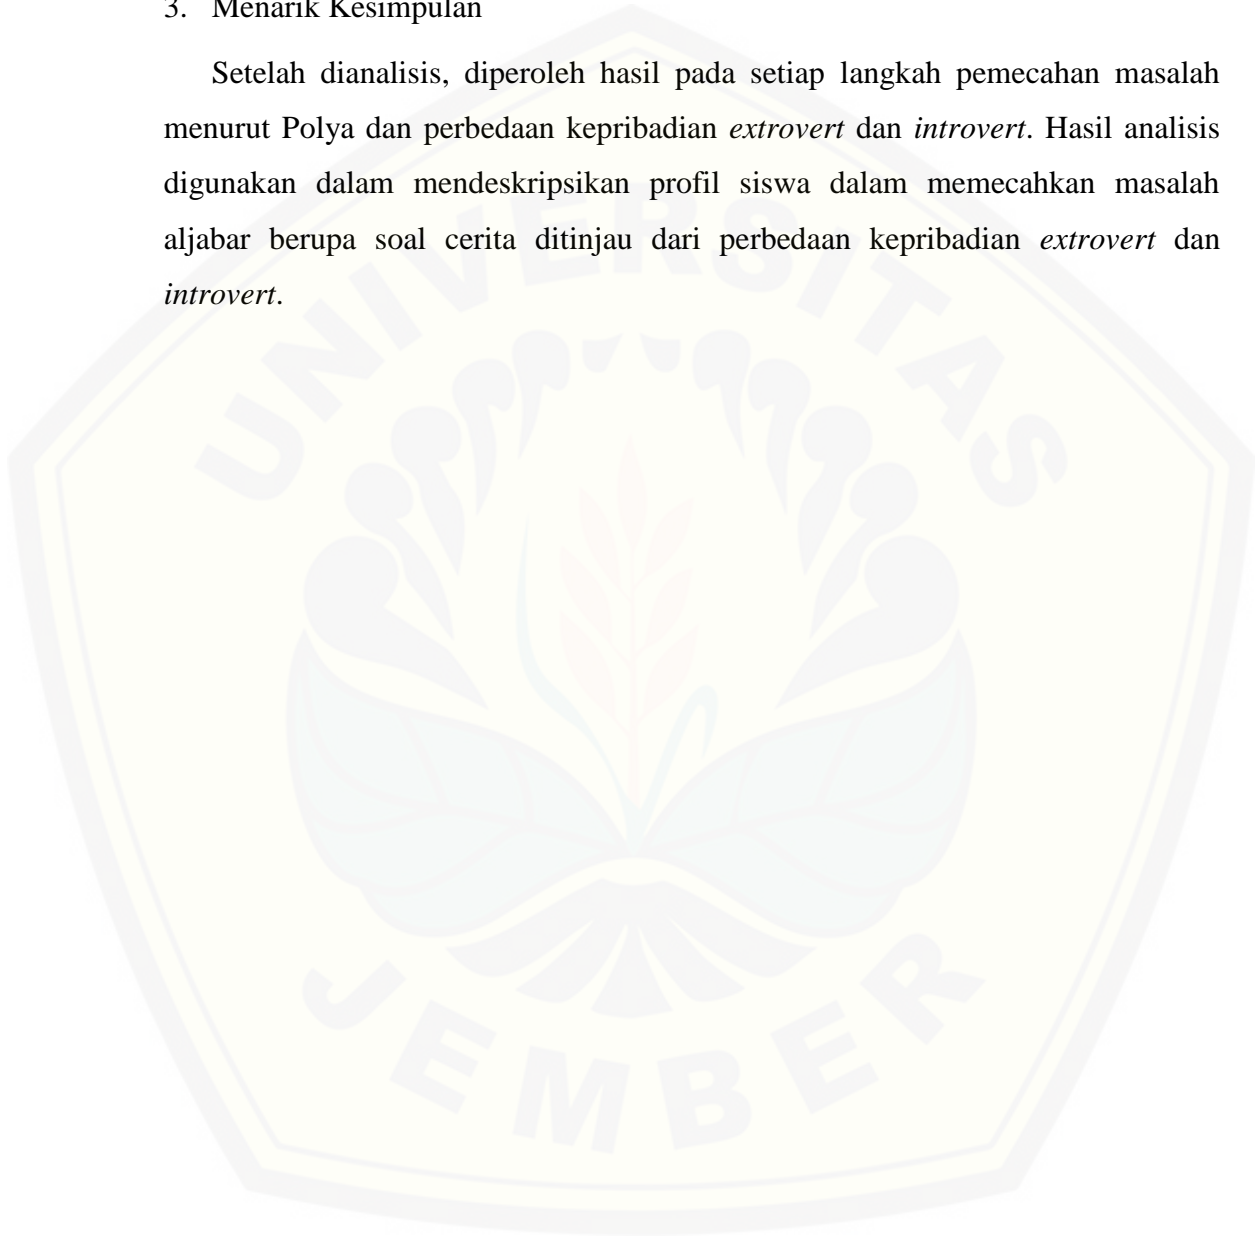 3. Menarik Kesimpulan
Setelah dianalisis, diperoleh hasil pada setiap langkah pemecahan masalah
menurut Polya dan perbedaan kepribadian extrovert dan introvert. Hasil analisis
digunakan dalam mendeskripsikan profil siswa dalam memecahkan masalah
aljabar berupa soal cerita ditinjau dari perbedaan kepribadian extrovert dan
introvert.
UNIVERSITAS
JEMBER